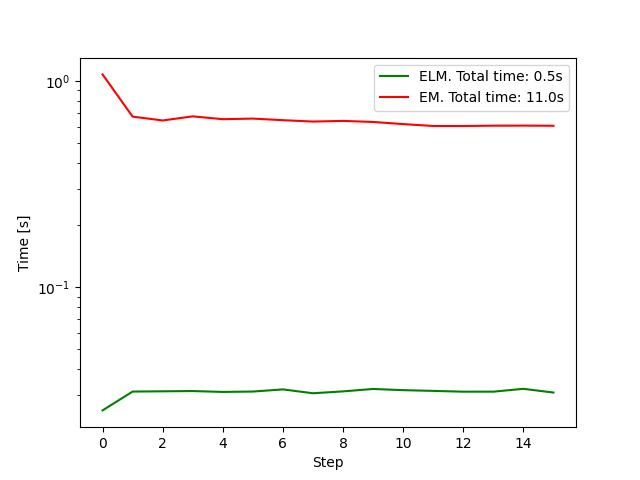 ELM. Total time: 0.5s
EM. Total time: 11.0s
10⁰
10⁻¹
Time [s]
0 2 4 6 8 10 12 14
Step